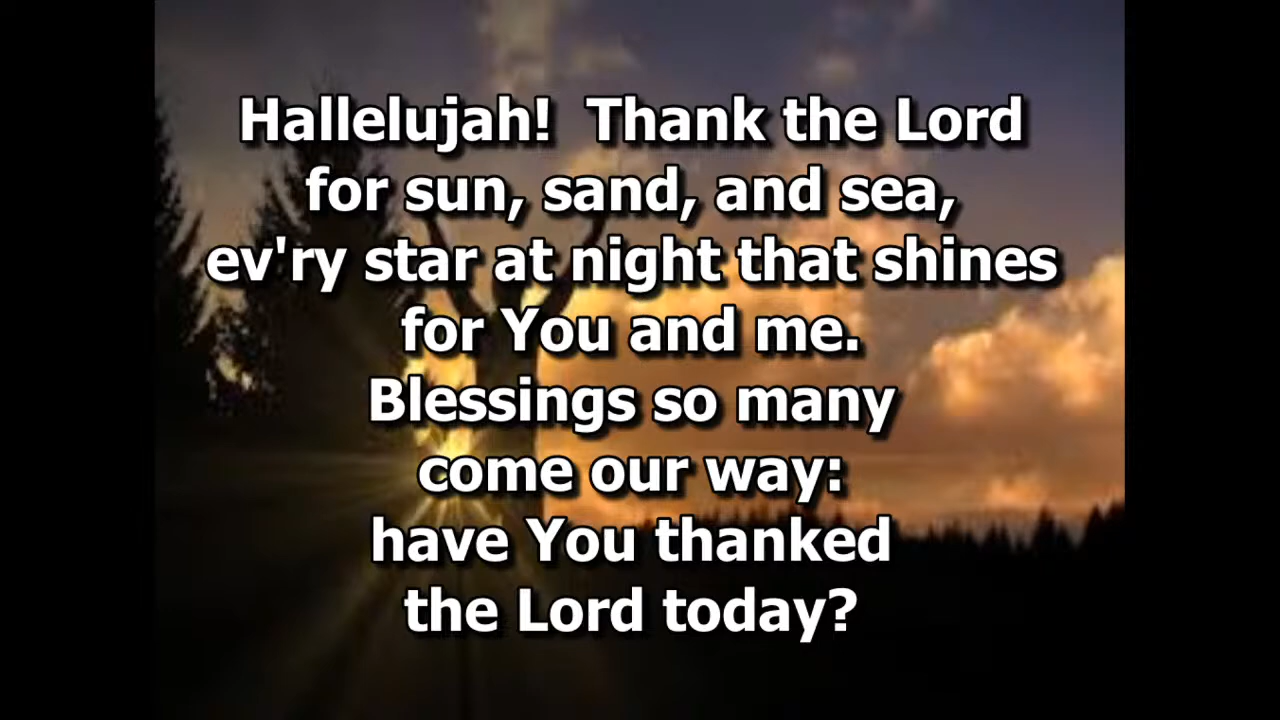 Hallelujah!  Thank the Lord
for sun, sand, and sea,
ev'ry star at night that shines
for You and me.
Blessings so many
come our way:
have You thanked
the Lord today?